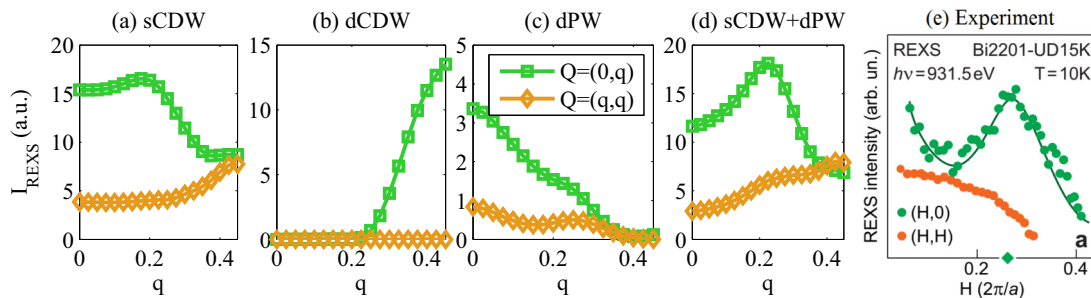 (a) sCDW
(b) dCDW
(c) dPW
(d) sCDW+dPW
(e) Experiment
I_REXS (a.u.)
20
15
10
5
0
0
0.2
0.4
q
15
10
5
0
0
0.2
0.4
q
5
4
3
2
1
0
0
0.2
0.4
q
Q=(0,q)
Q=(q,q)
20
15
10
5
0
0
0.2
0.4
q
REXS intensity (arb. un.)
REXS Bi2201-UD15K
hν=931.5eV T=10K
(H,0)
(H,H)
a
0.2
0.4
H (2π/a)